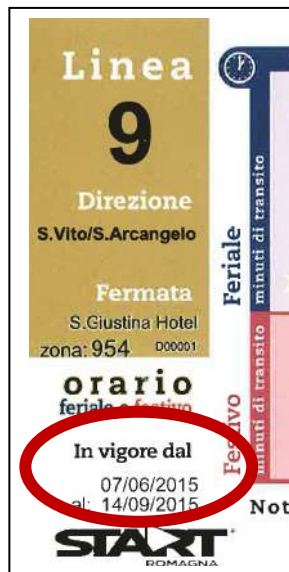 Linea
9
Direzione
S.Vito/S.Arcangelo
Fermata
S.Giustina Hotel
zona: 954 D00001
orario
feriale e festivo
In vigore dal
07/06/2015
al: 14/09/2015
START
ROMAGNA
Feriale
minuti di transito
Festivo
minuti di transito
Not